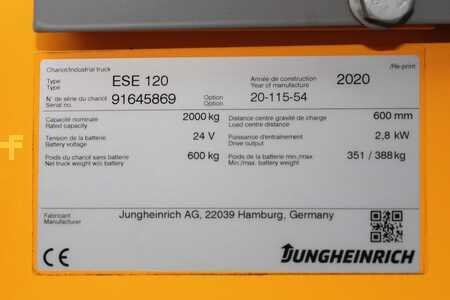 /Re-print
Chariot/Industrial truck
Type
Type
ESE 120
Année de construction
Year of manufacture
2020
N° de série du chariot
Serial no.
91645869
Option
Option
20-115-54
Capacité nominale
Rated capacity
2000 kg
Distance centre gravité de charge
Load centre distance
600 mm
Tension de la batterie
Battery voltage
24 V
Puissance d'entraînement
Drive output
2,8 kW
Poids du chariot sans batterie
Net truck weight w/o battery
600 kg
Poids de la batterie min./max.
Min./max. battery weight
351 / 388kg
Fabricant
Manufacturer
Jungheinrich AG, 22039 Hamburg, Germany
CE
JUNGHEINRICH